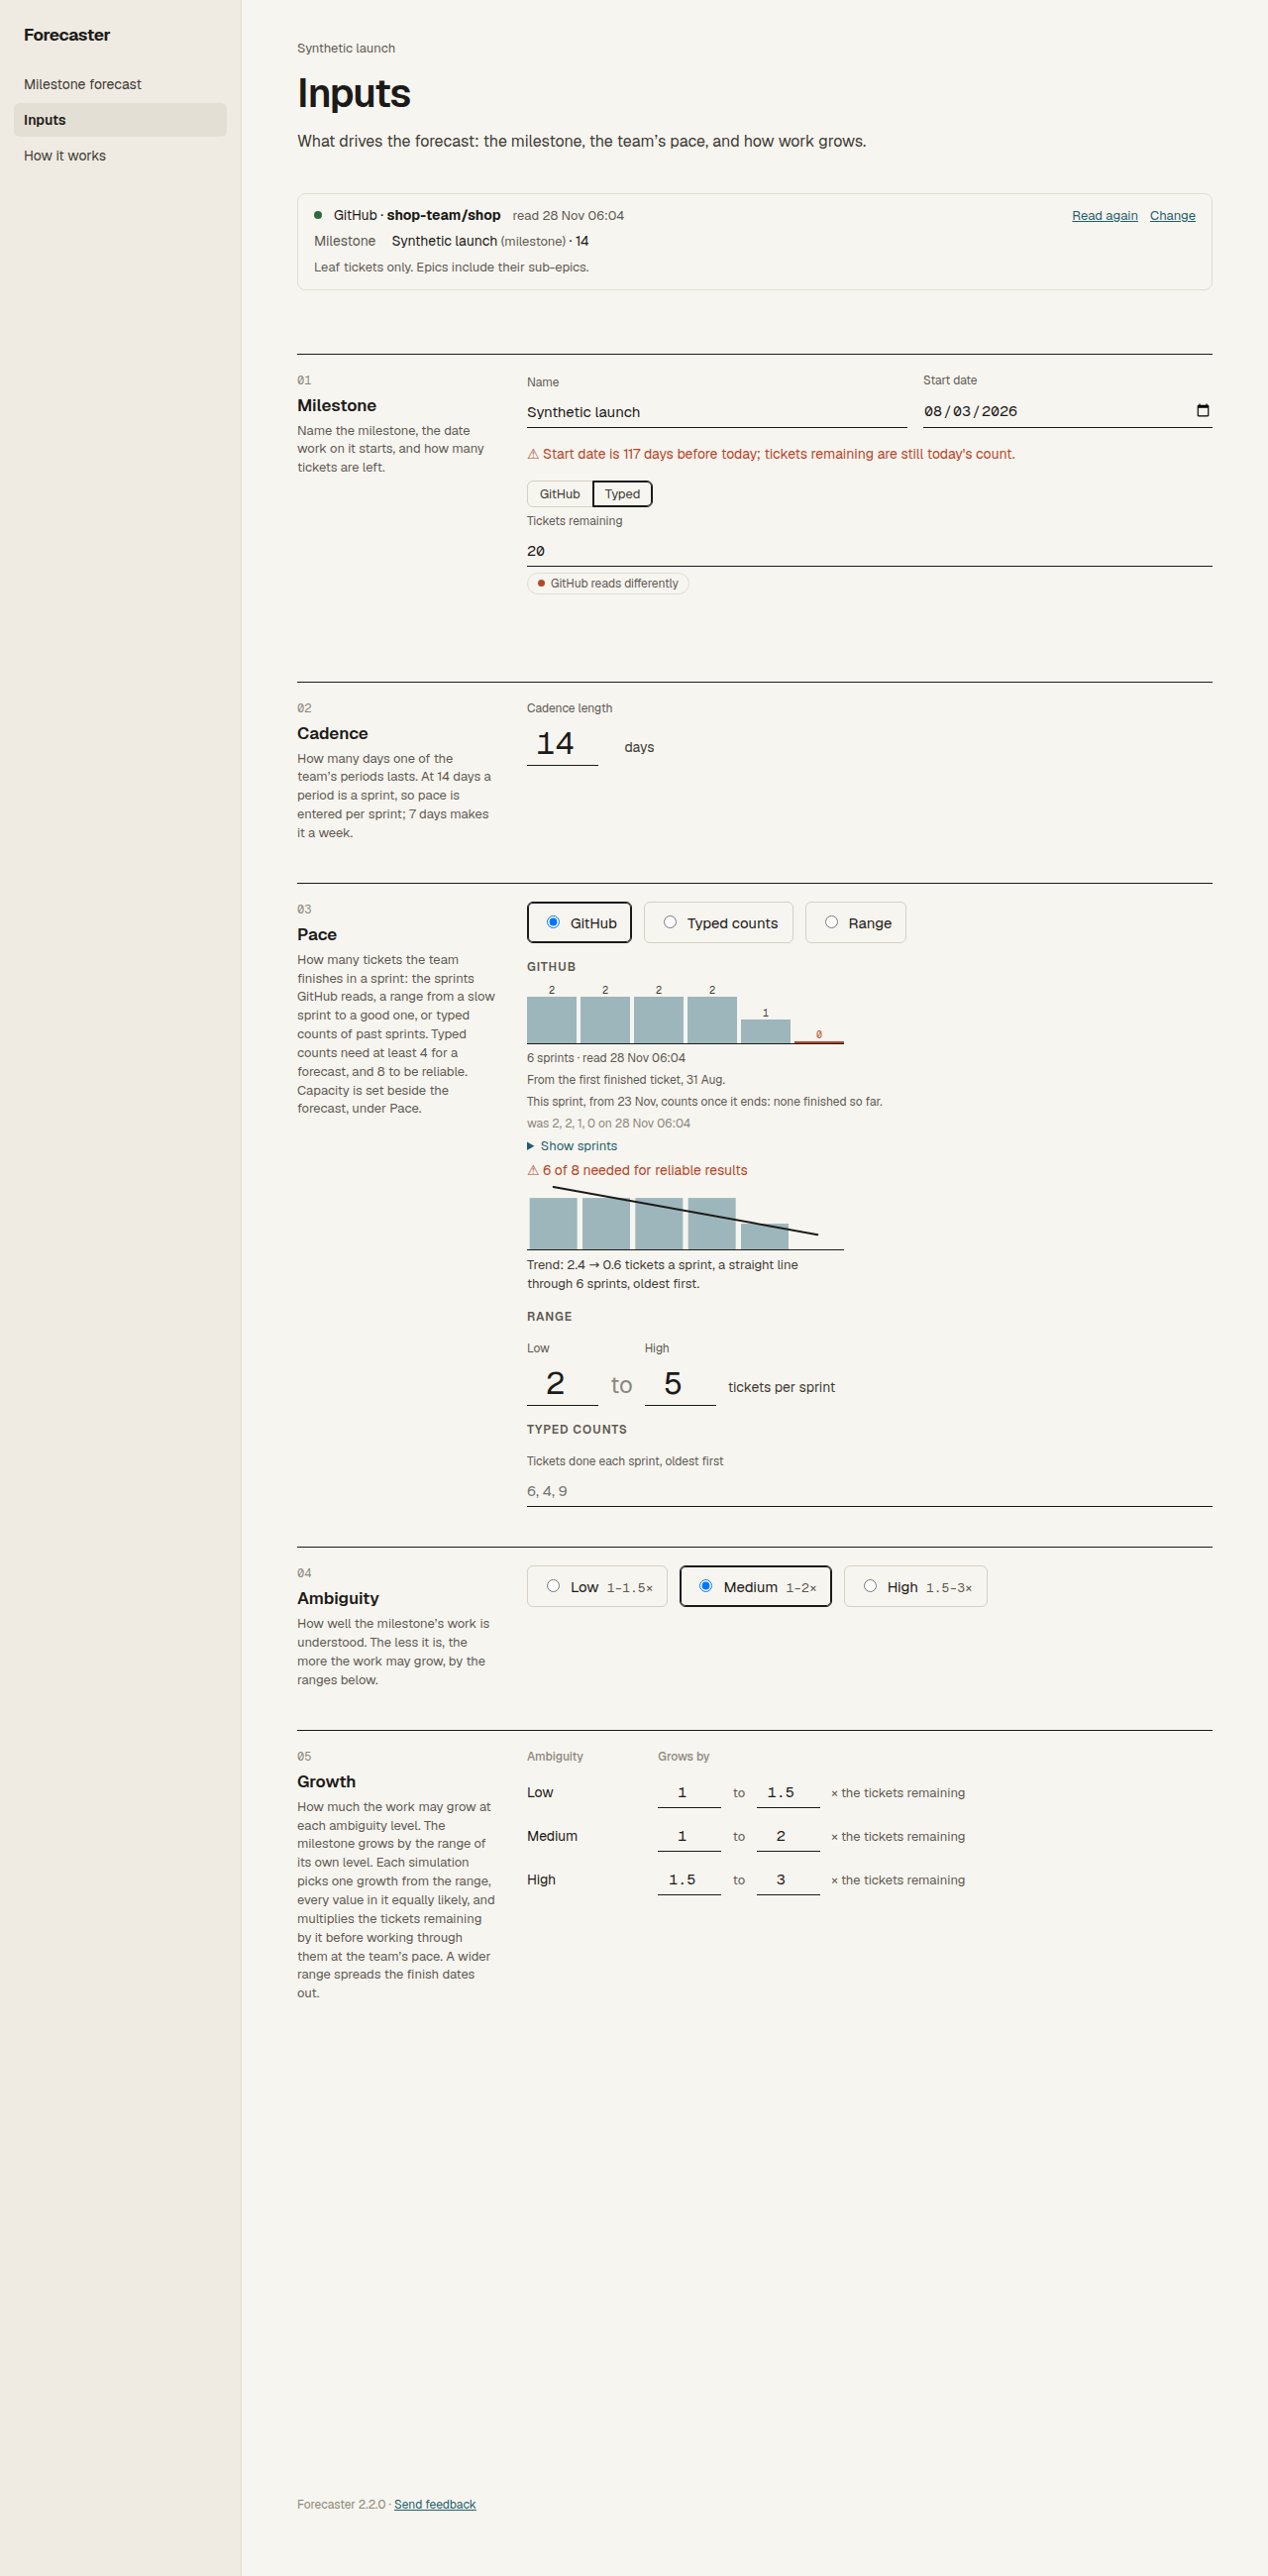 Forecaster
Milestone forecast
Inputs
How it works
Synthetic launch
Inputs
What drives the forecast: the milestone, the team's pace, and how work grows.
GitHub · shop-team/shop read 28 Nov 06:04 Read again Change
Milestone Synthetic launch (milestone) · 14
Leaf tickets only. Epics include their sub-epics.
01
Milestone
Name the milestone, the date
work on it starts, and how many
tickets are left.
Name
Synthetic launch
Start date
08/03/2026
⚠ Start date is 117 days before today; tickets remaining are still today's count.
GitHub Typed
Tickets remaining
20
GitHub reads differently
02
Cadence
How many days one of the
team's periods lasts. At 14 days a
period is a sprint, so pace is
entered per sprint; 7 days makes
it a week.
Cadence length
14 days
03
Pace
How many tickets the team
finishes in a sprint: the sprints
GitHub reads, a range from a slow
sprint to a good one, or typed
counts of past sprints. Typed
counts need at least 4 for a
forecast, and 8 to be reliable.
Capacity is set beside the
forecast, under Pace.
GitHub Typed counts Range
GITHUB
2 2 2 2 1 0
6 sprints · read 28 Nov 06:04
From the first finished ticket, 31 Aug.
This sprint, from 23 Nov, counts once it ends: none finished so far.
was 2, 2, 1, 0 on 28 Nov 06:04
▶ Show sprints
⚠ 6 of 8 needed for reliable results
Trend: 2.4 → 0.6 tickets a sprint, a straight line
through 6 sprints, oldest first.
RANGE
Low High
2 to 5 tickets per sprint
TYPED COUNTS
Tickets done each sprint, oldest first
6, 4, 9
04
Ambiguity
How well the milestone's work is
understood. The less it is, the
more the work may grow, by the
ranges below.
Low 1–1.5× Medium 1–2× High 1.5–3×
05
Growth
How much the work may grow at
each ambiguity level. The
milestone grows by the range of
its own level. Each simulation
picks one growth from the range,
every value in it equally likely, and
multiplies the tickets remaining
by it before working through
them at the team's pace. A wider
range spreads the finish dates
out.
Ambiguity Grows by
Low 1 to 1.5 × the tickets remaining
Medium 1 to 2 × the tickets remaining
High 1.5 to 3 × the tickets remaining
Forecaster 2.2.0 · Send feedback